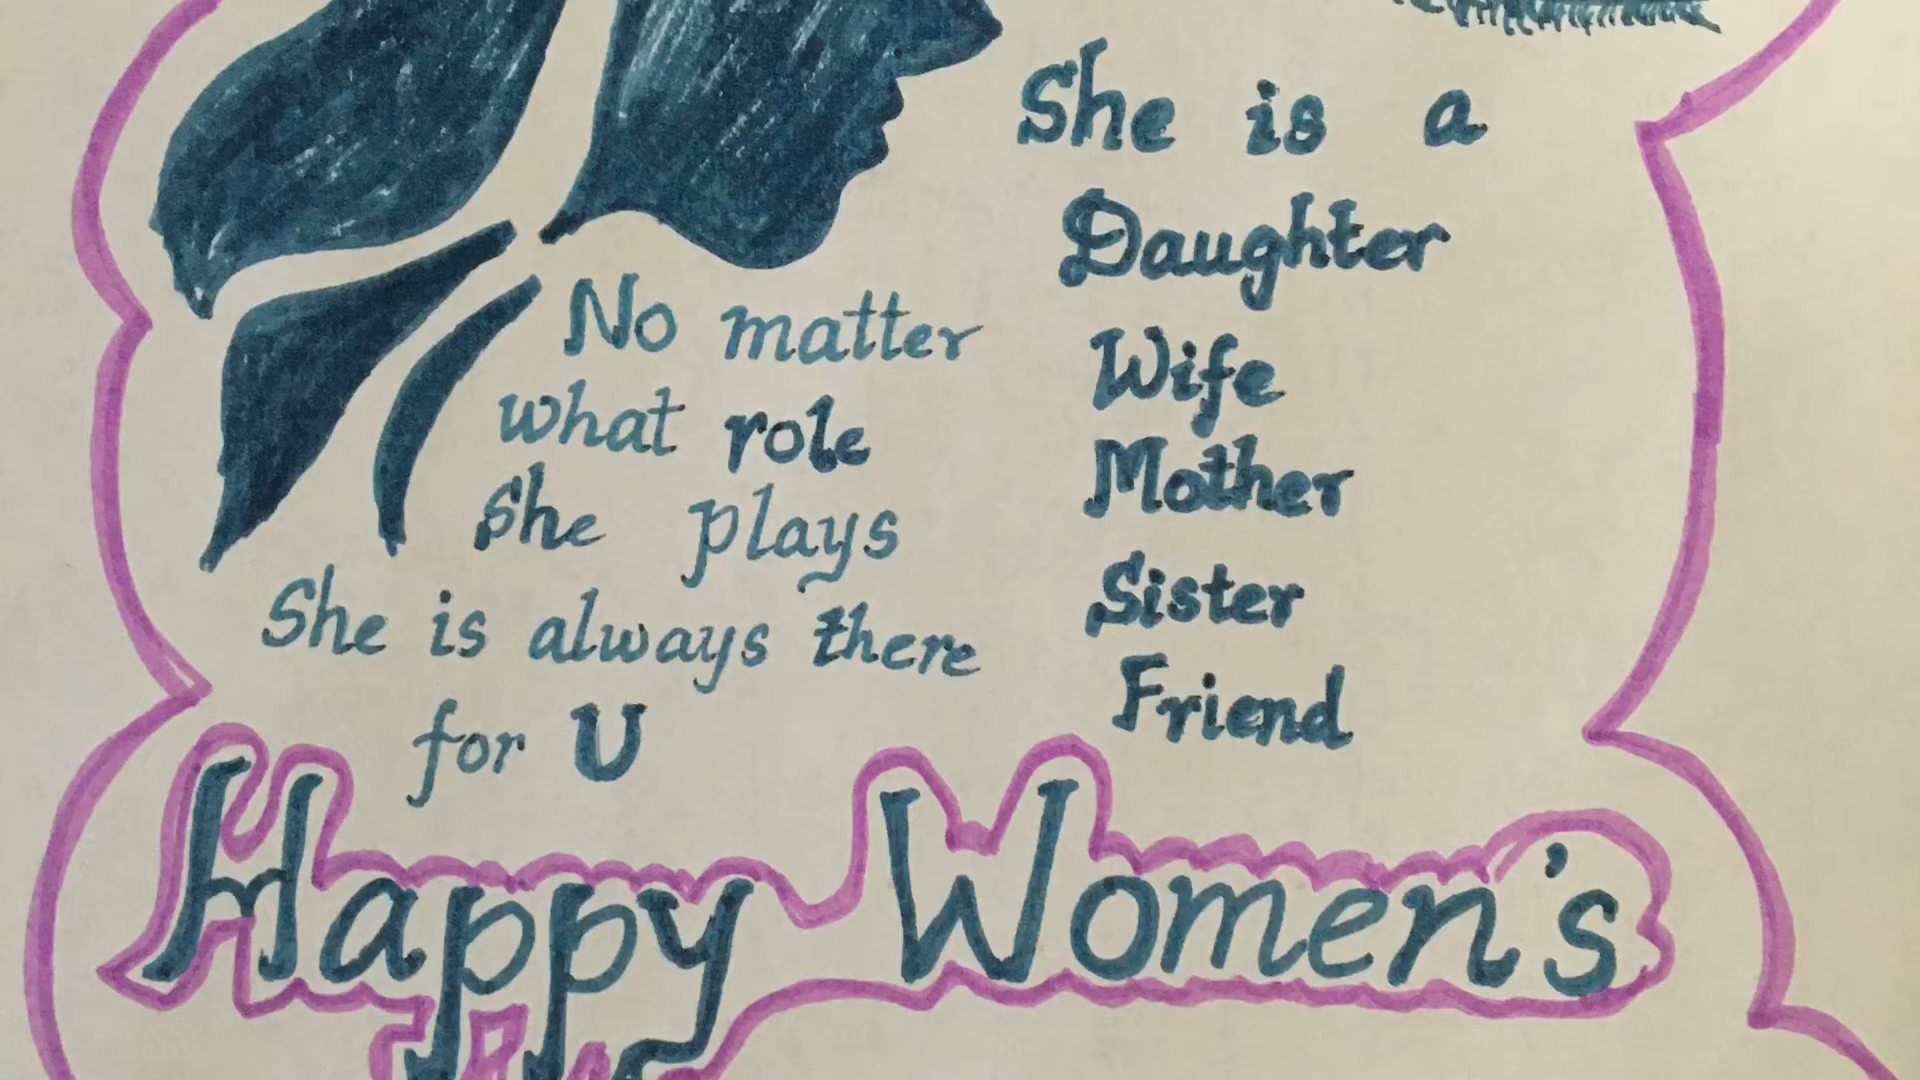 She is a
Daughter
Wife
Mother
Sister
Friend
No matter
what role
She plays
She is always there
for U
Happy Women's